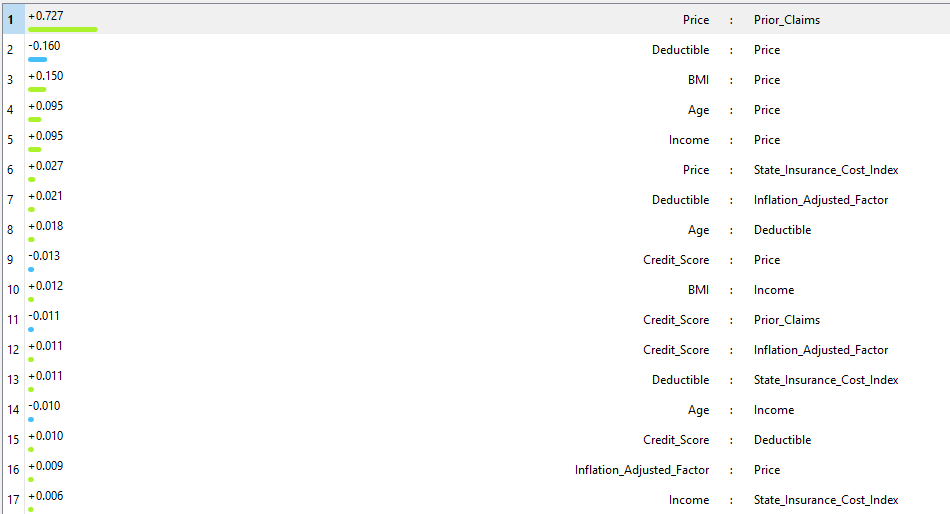 1 +0.727 Price : Prior_Claims
2 -0.160 Deductible : Price
3 +0.150 BMI : Price
4 +0.095 Age : Price
5 +0.095 Income : Price
6 +0.027 Price : State_Insurance_Cost_Index
7 +0.021 Deductible : Inflation_Adjusted_Factor
8 +0.018 Age : Deductible
9 -0.013 Credit_Score : Price
10 +0.012 BMI : Income
11 -0.011 Credit_Score : Prior_Claims
12 +0.011 Credit_Score : Inflation_Adjusted_Factor
13 +0.011 Deductible : State_Insurance_Cost_Index
14 -0.010 Age : Income
15 +0.010 Credit_Score : Deductible
16 +0.009 Inflation_Adjusted_Factor : Price
17 +0.006 Income : State_Insurance_Cost_Index